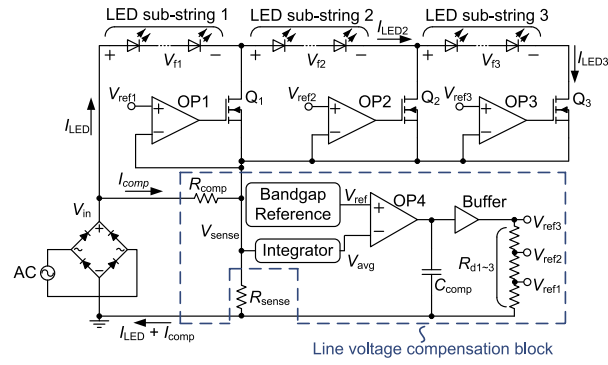 LED sub-string 1
LED sub-string 2
LED sub-string 3
I_LED2
+ V_f1 −
+ V_f2 −
+ V_f3 −
I_LED3
V_ref1
OP1
Q_1
V_ref2
OP2
Q_2
V_ref3
OP3
Q_3
+
−
+
−
+
−
I_LED
I_comp
R_comp
Bandgap
Reference
V_ref
OP4
Buffer
V_in
V_sense
Integrator
V_avg
+
−
V_ref3
V_ref2
V_ref1
R_d1~3
C_comp
AC
+
~
~
−
R_sense
I_LED + I_comp
Line voltage compensation block